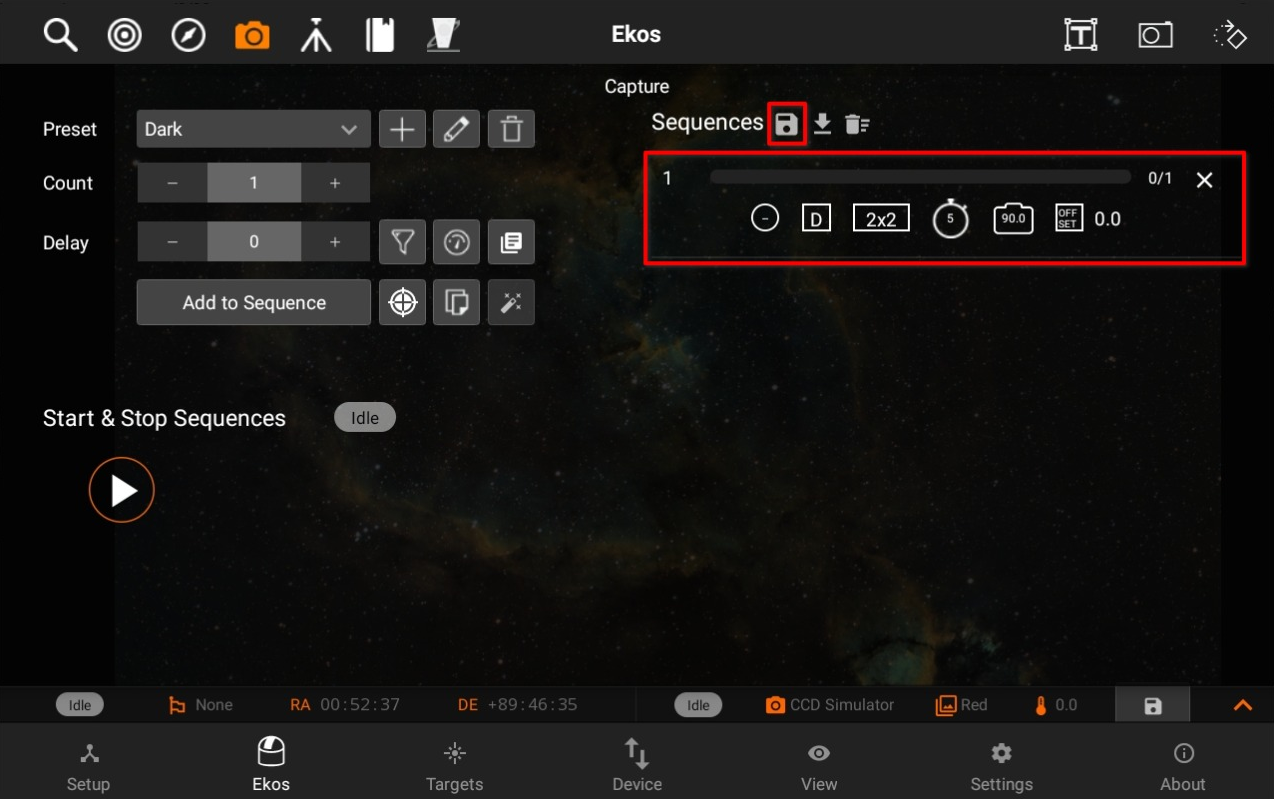 Ekos
T
Capture
Preset
Dark
Sequences
Count
−
1
+
1
0/1
-
D
2x2
5
90.0
OFF
SET
0.0
Delay
−
0
+
Add to Sequence
Start & Stop Sequences
Idle
Idle
None
RA 00:52:37
DE +89:46:35
Idle
CCD Simulator
Red
0.0
Setup
Ekos
Targets
Device
View
Settings
About